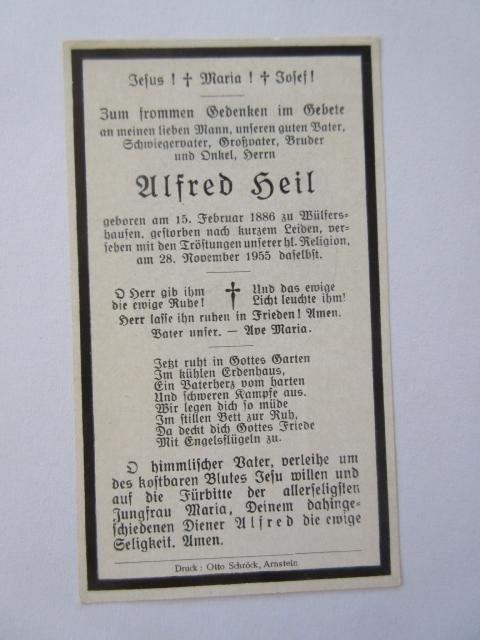 Jesus! ✝ Maria! ✝ Josef!
Zum frommen Gedenken im Gebete
an meinen lieben Mann, unseren guten Vater,
Schwiegervater, Großvater, Bruder
und Onkel, Herrn
Alfred Heil
geboren am 15. Februar 1886 zu Wülfers-
hausen, gestorben nach kurzem Leiden, ver-
sehen mit den Tröstungen unserer hl. Religion,
am 28. November 1955 daselbst.
O Herr gib ihm
die ewige Ruhe!
✝
Und das ewige
Licht leuchte ihm!
Herr lasse ihn ruhen in Frieden! Amen.
Vater unser. — Ave Maria.
Jetzt ruht in Gottes Garten
Im kühlen Erdenhaus,
Ein Vaterherz vom harten
Und schweren Kampfe aus.
Wir legen dich so müde
Im stillen Bett zur Ruh,
Da deckt dich Gottes Friede
Mit Engelsflügeln zu.
O himmlischer Vater, verleihe um
des kostbaren Blutes Jesu willen und
auf die Fürbitte der allerseligsten
Jungfrau Maria, Deinem dahinge-
schiedenen Diener Alfred die ewige
Seligkeit. Amen.
Druck: Otto Schröck, Arnstein